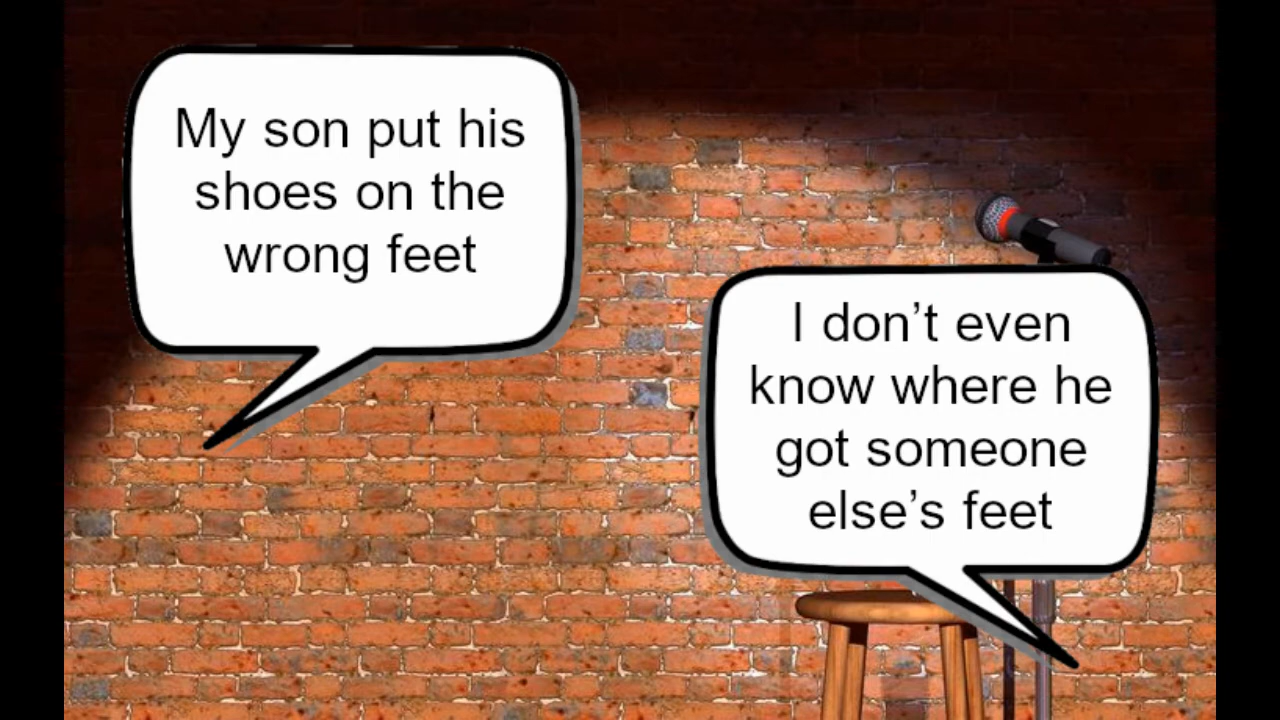 My son put his
shoes on the
wrong feet
I don’t even
know where he
got someone
else’s feet